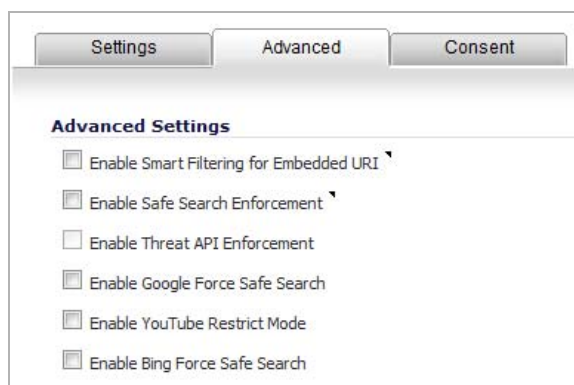 Settings
Advanced
Consent
Advanced Settings
Enable Smart Filtering for Embedded URI
Enable Safe Search Enforcement
Enable Threat API Enforcement
Enable Google Force Safe Search
Enable YouTube Restrict Mode
Enable Bing Force Safe Search